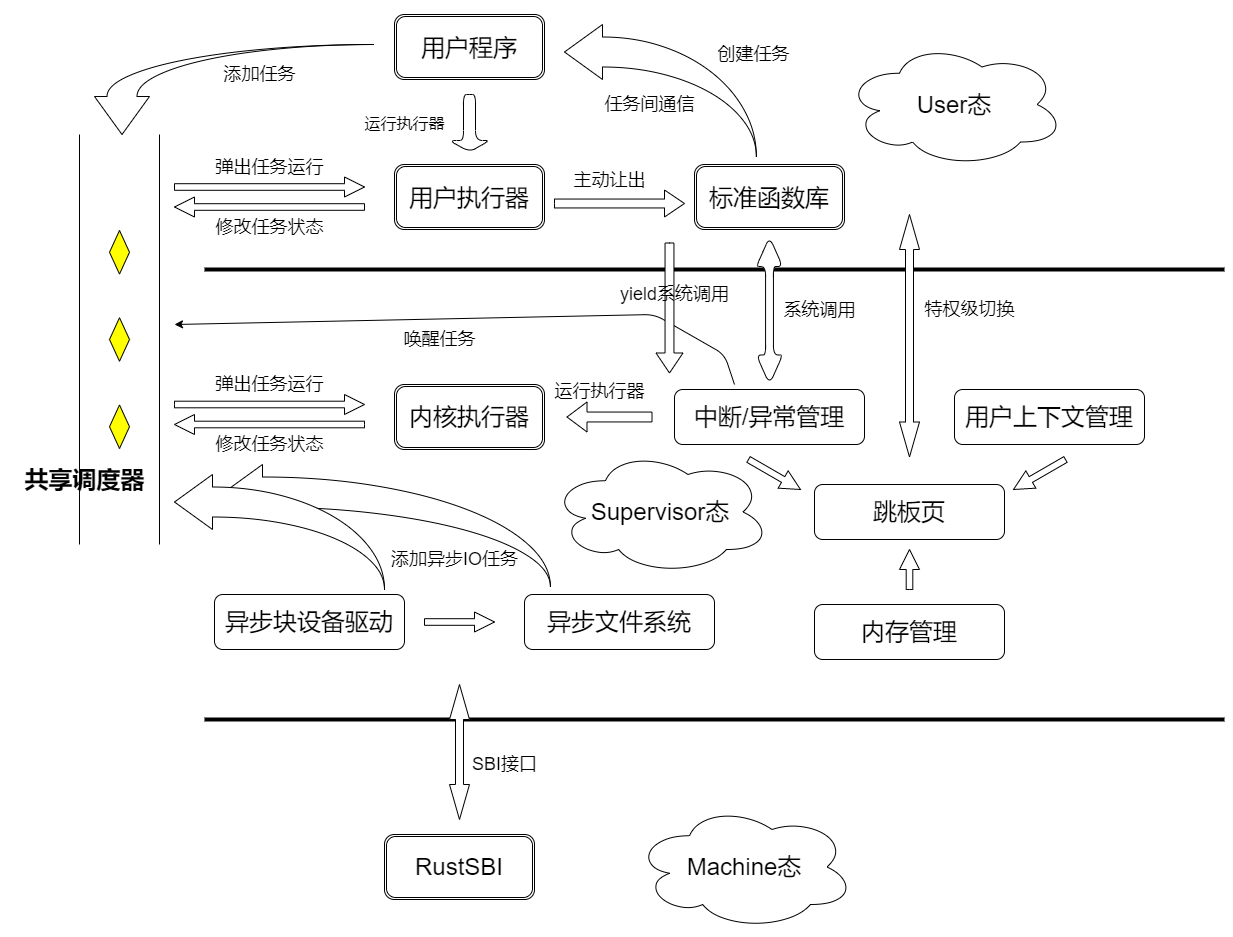 用户程序
创建任务
添加任务
任务间通信
User态
运行执行器
弹出任务运行
用户执行器
主动让出
标准函数库
修改任务状态
yield系统调用
系统调用
特权级切换
唤醒任务
弹出任务运行
运行执行器
内核执行器
中断/异常管理
用户上下文管理
修改任务状态
共享调度器
Supervisor态
跳板页
添加异步IO任务
异步块设备驱动
异步文件系统
内存管理
SBI接口
RustSBI
Machine态